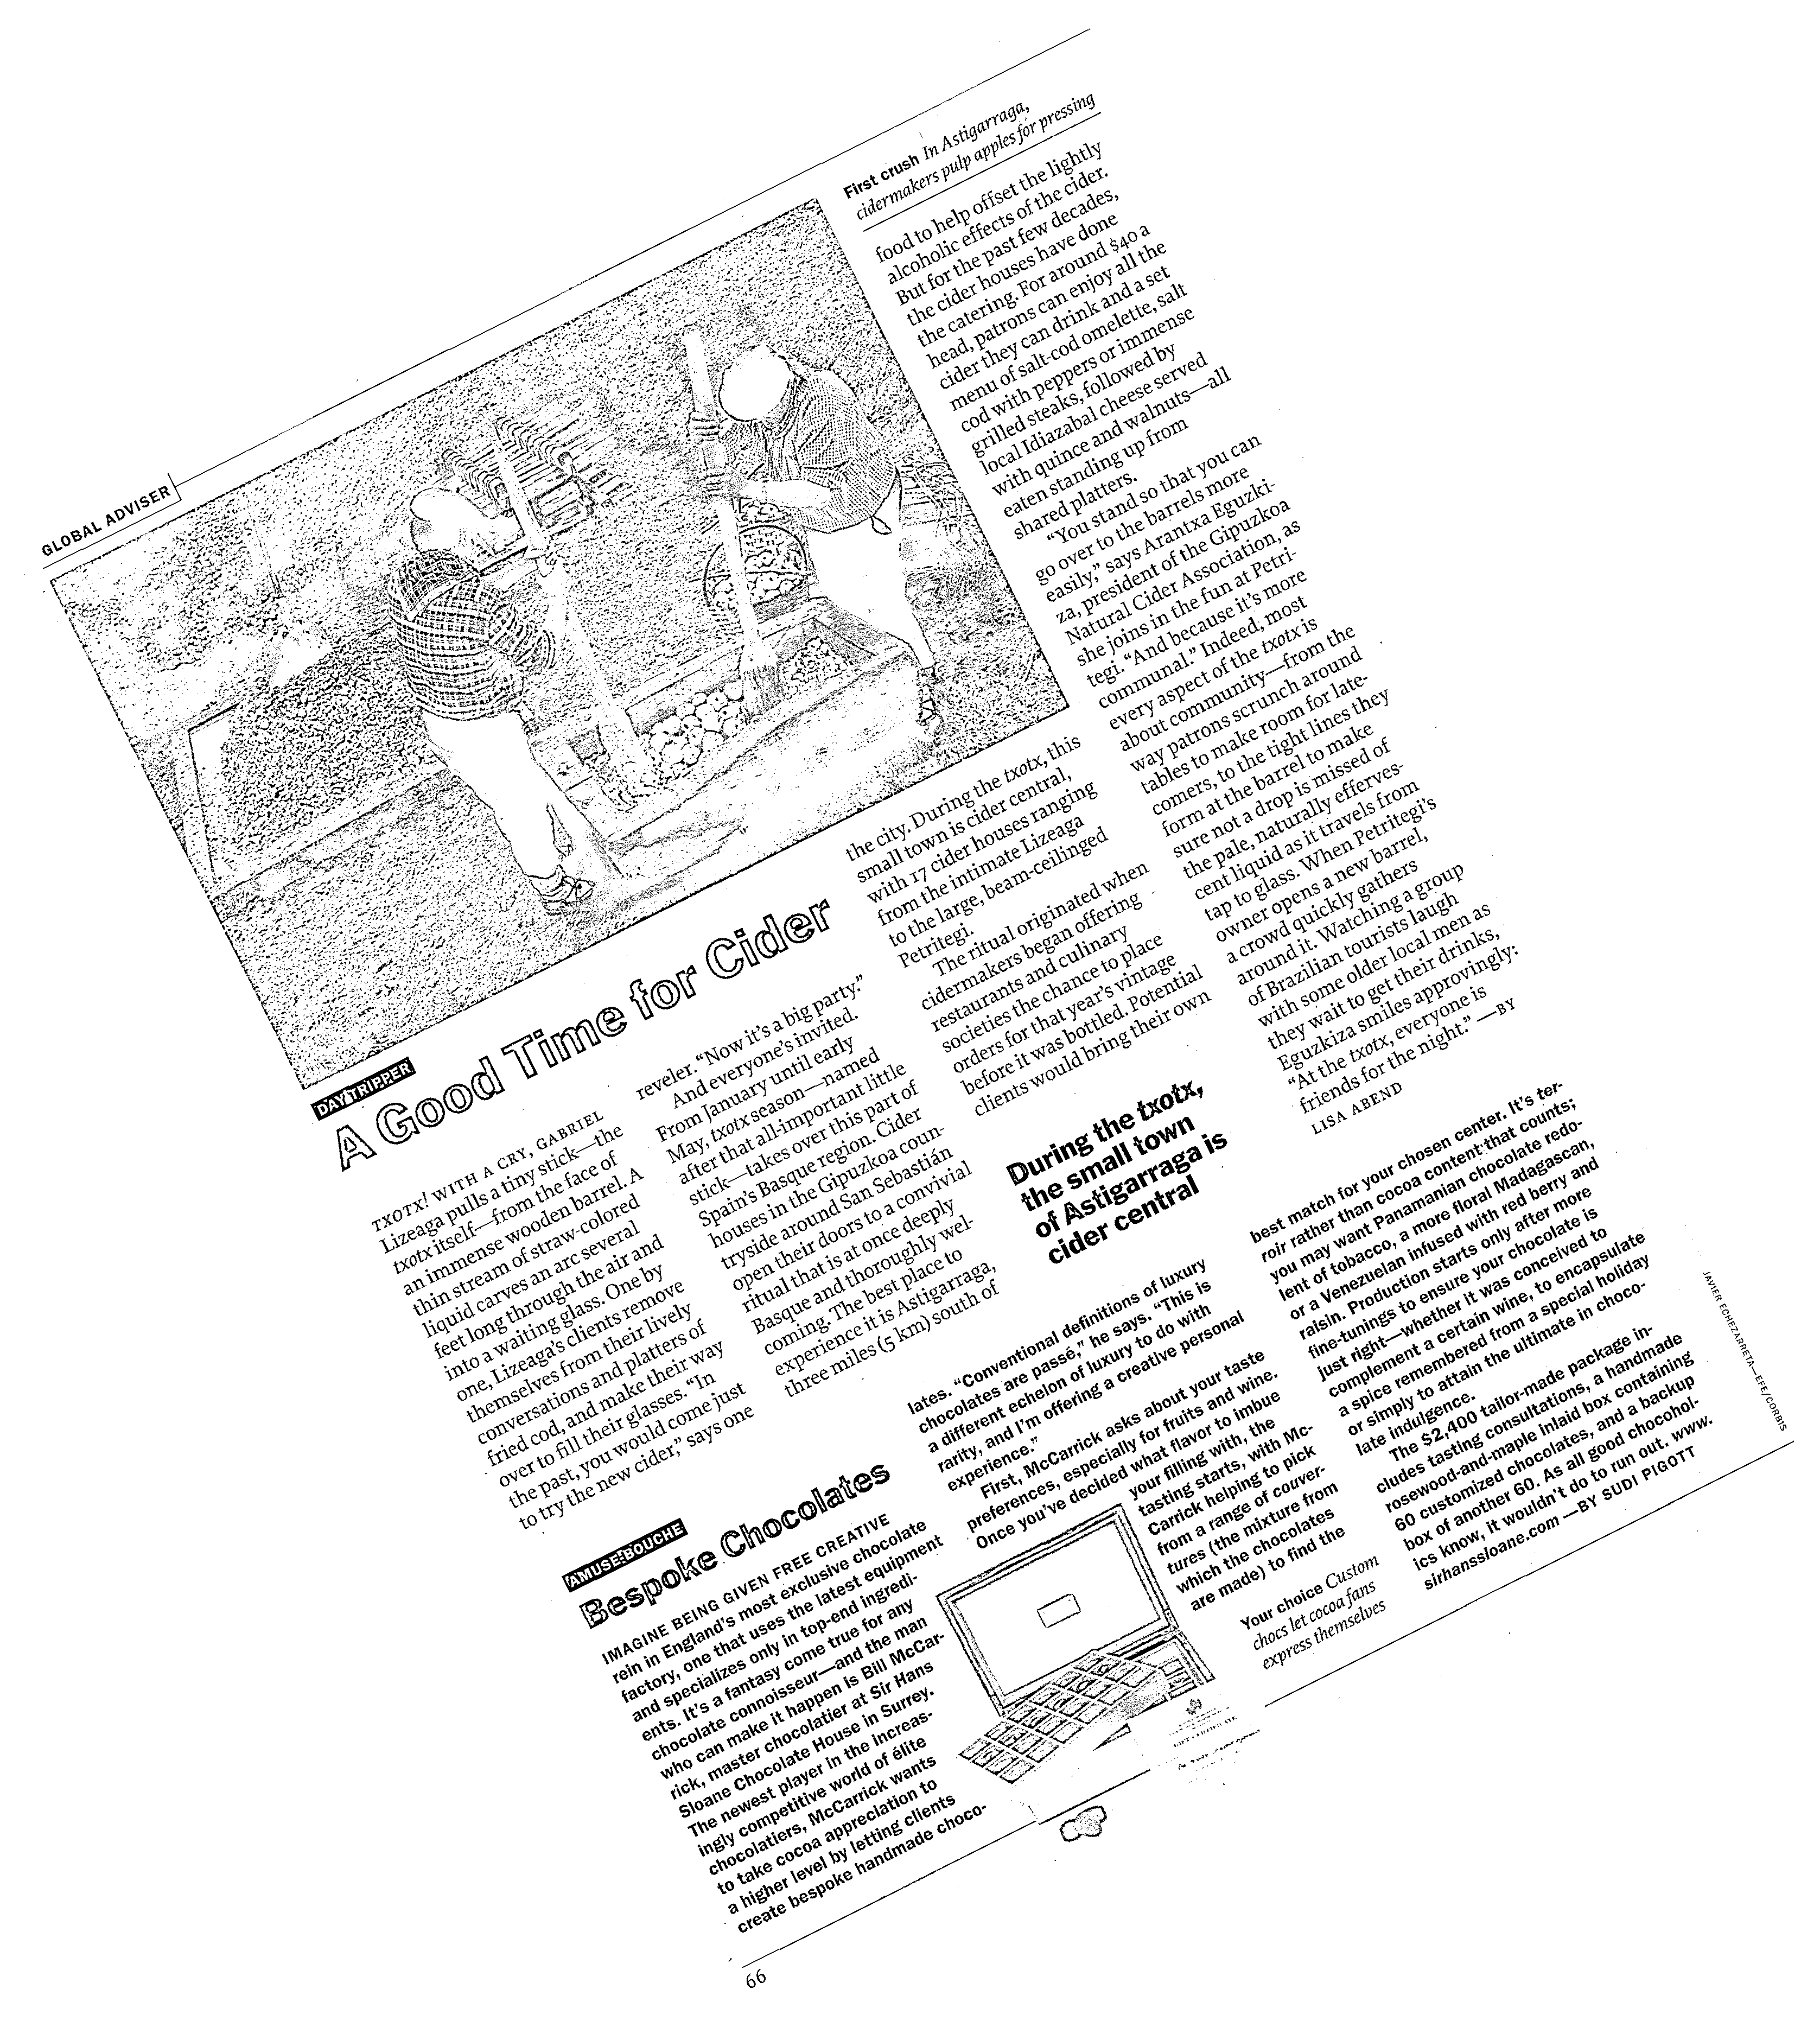 GLOBAL ADVISER
First crush In Astigarraga,
cidermakers pulp apples for pressing
DAY TRIPPER
A Good Time for Cider
TXOTX! WITH A CRY, GABRIEL
Lizeaga pulls a tiny stick—the
txotx itself—from the face of
an immense wooden barrel. A
thin stream of straw-colored
liquid carves an arc several
feet long through the air and
into a waiting glass. One by
one, Lizeaga's clients remove
themselves from their lively
conversations and platters of
fried cod, and make their way
over to fill their glasses. “In
the past, you would come just
to try the new cider,” says one
reveler. “Now it's a big party.”
And everyone's invited.
From January until early
May, txotx season—named
after that all-important little
stick—takes over this part of
Spain's Basque region. Cider
houses in the Gipuzkoa coun-
tryside around San Sebastián
open their doors to a convivial
ritual that is at once deeply
Basque and thoroughly wel-
coming. The best place to
experience it is Astigarraga,
three miles (5 km) south of
the city. During the txotx, this
small town is cider central,
with 17 cider houses ranging
from the intimate Lizeaga
to the large, beam-ceilinged
Petritegi.
The ritual originated when
cidermakers began offering
restaurants and culinary
societies the chance to place
orders for that year's vintage
before it was bottled. Potential
clients would bring their own
During the txotx,
the small town
of Astigarraga is
cider central
food to help offset the lightly
alcoholic effects of the cider.
But for the past few decades,
the cider houses have done
the catering. For around $40 a
head, patrons can enjoy all the
cider they can drink and a set
menu of salt-cod omelette, salt
cod with peppers or immense
grilled steaks, followed by
local Idiazabal cheese served
with quince and walnuts—all
eaten standing up from
shared platters.
“You stand so that you can
go over to the barrels more
easily,” says Arantxa Eguzki-
za, president of the Gipuzkoa
Natural Cider Association, as
she joins in the fun at Petri-
tegi. “And because it's more
communal.” Indeed, most
every aspect of the txotx is
about community—from the
way patrons scrunch around
tables to make room for late-
comers, to the tight lines they
form at the barrel to make
sure not a drop is missed of
the pale, naturally efferves-
cent liquid as it travels from
tap to glass. When Petritegi's
owner opens a new barrel,
a crowd quickly gathers
around it. Watching a group
of Brazilian tourists laugh
with some older local men as
they wait to get their drinks,
Eguzkiza smiles approvingly:
“At the txotx, everyone is
friends for the night.” —BY
LISA ABEND
AMUSE-BOUCHE
Bespoke Chocolates
IMAGINE BEING GIVEN FREE CREATIVE
rein in England's most exclusive chocolate
factory, one that uses the latest equipment
and specializes only in top-end ingredi-
ents. It's a fantasy come true for any
chocolate connoisseur—and the man
who can make it happen is Bill McCar-
rick, master chocolatier at Sir Hans
Sloane Chocolate House in Surrey.
The newest player in the increas-
ingly competitive world of élite
chocolatiers, McCarrick wants
to take cocoa appreciation to
a higher level by letting clients
create bespoke handmade choco-
lates. “Conventional definitions of luxury
chocolates are passé,” he says. “This is
a different echelon of luxury to do with
rarity, and I'm offering a creative personal
experience.”
First, McCarrick asks about your taste
preferences, especially for fruits and wine.
Once you've decided what flavor to imbue
your filling with, the
tasting starts, with Mc-
Carrick helping to pick
from a range of couver-
tures (the mixture from
which the chocolates
are made) to find the
best match for your chosen center. It's ter-
roir rather than cocoa content that counts;
you may want Panamanian chocolate redo-
lent of tobacco, a more floral Madagascan,
or a Venezuelan infused with red berry and
raisin. Production starts only after more
fine-tunings to ensure your chocolate is
just right—whether it was conceived to
complement a certain wine, to encapsulate
a spice remembered from a special holiday
or simply to attain the ultimate in choco-
late indulgence.
The $2,400 tailor-made package in-
cludes tasting consultations, a handmade
rosewood-and-maple inlaid box containing
60 customized chocolates, and a backup
box of another 60. As all good chocohol-
ics know, it wouldn't do to run out. www.
sirhanssloane.com —BY SUDI PIGOTT
Your choice Custom
chocs let cocoa fans
express themselves
JAVIER ECHEZARRETA—EFE/CORBIS
66